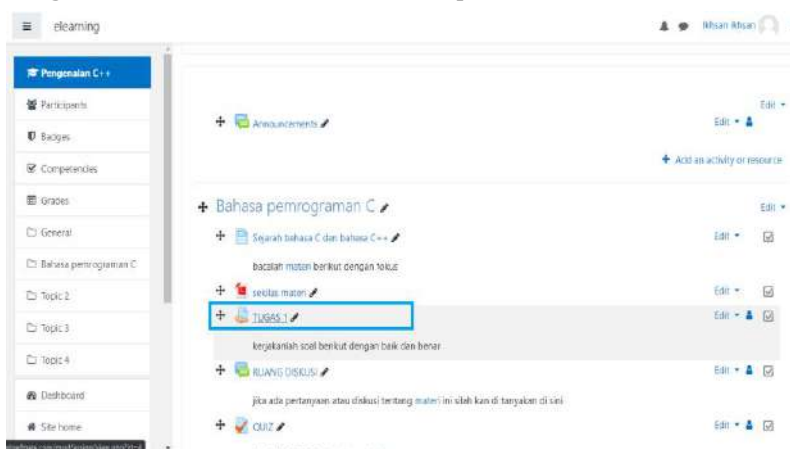 elearning
Ikhsan Ikhsan
Pengenalan C++
Participants
Badges
Competencies
Grades
General
Bahasa pemrograman C
Topic 2
Topic 3
Topic 4
Dashboard
Site home
Edit
Announcements Edit
Add an activity or resource
Bahasa pemrograman C Edit
Sejarah bahasa C dan bahasa C++ Edit
bacalah materi berikut dengan fokus
sekilas materi Edit
TUGAS 1 Edit
kerjakanlah soal berikut dengan baik dan benar
RUANG DISKUSI Edit
jika ada pertanyaan atau diskusi tentang materi ini silah kan di tanyakan di sini
QUIZ Edit